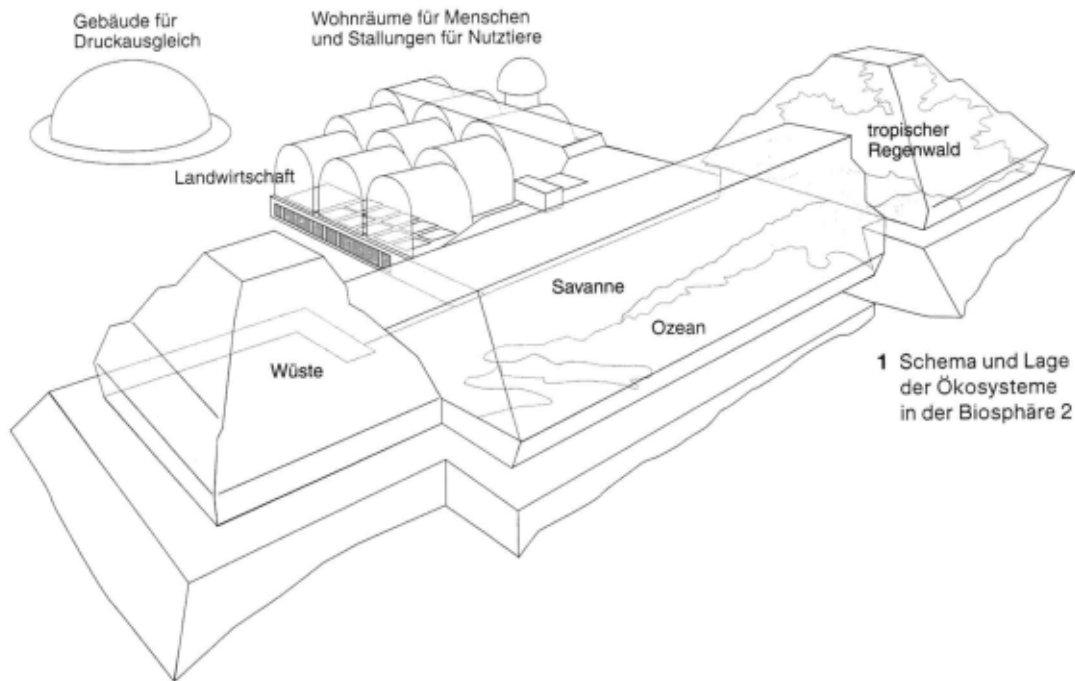 Gebäude für
Druckausgleich
Wohnräume für Menschen
und Stallungen für Nutztiere
tropischer
Regenwald
Landwirtschaft
Savanne
Ozean
Wüste
1 Schema und Lage
der Ökosysteme
in der Biosphäre 2